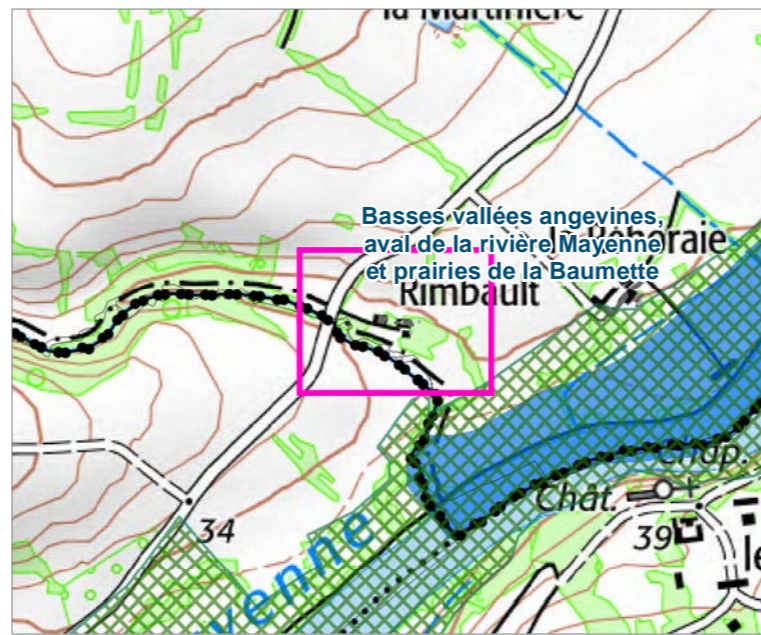 la Martinière
Basses vallées angevines,
aval de la rivière Mayenne
et prairies de la Baumette
Rimbault
Chap.
Chât.
34
39
yenne
le